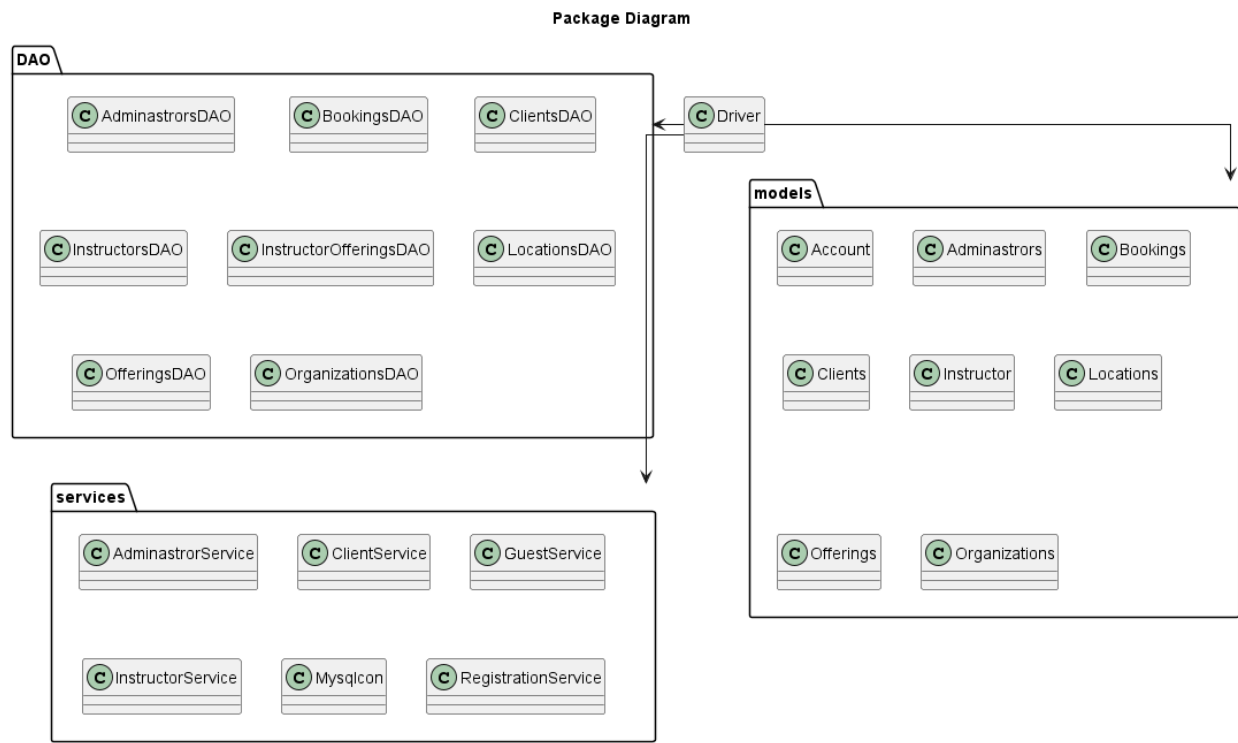 Package Diagram
DAO
C AdminastrorsDAO
C BookingsDAO
C ClientsDAO
C Driver
C InstructorsDAO
C InstructorOfferingsDAO
C LocationsDAO
C OfferingsDAO
C OrganizationsDAO
models
C Account
C Adminastrors
C Bookings
C Clients
C Instructor
C Locations
C Offerings
C Organizations
services
C AdminastrorService
C ClientService
C GuestService
C InstructorService
C Mysqlcon
C RegistrationService